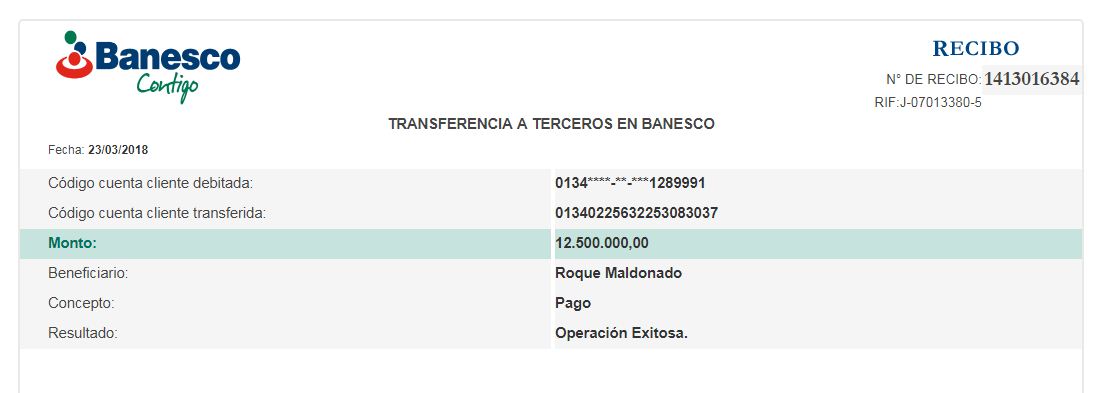 Banesco
Contigo
RECIBO
N° DE RECIBO: 1413016384
RIF:J-07013380-5
TRANSFERENCIA A TERCEROS EN BANESCO
Fecha: 23/03/2018
Código cuenta cliente debitada: 0134****-**-***1289991
Código cuenta cliente transferida: 01340225632253083037
Monto: 12.500.000,00
Beneficiario: Roque Maldonado
Concepto: Pago
Resultado: Operación Exitosa.